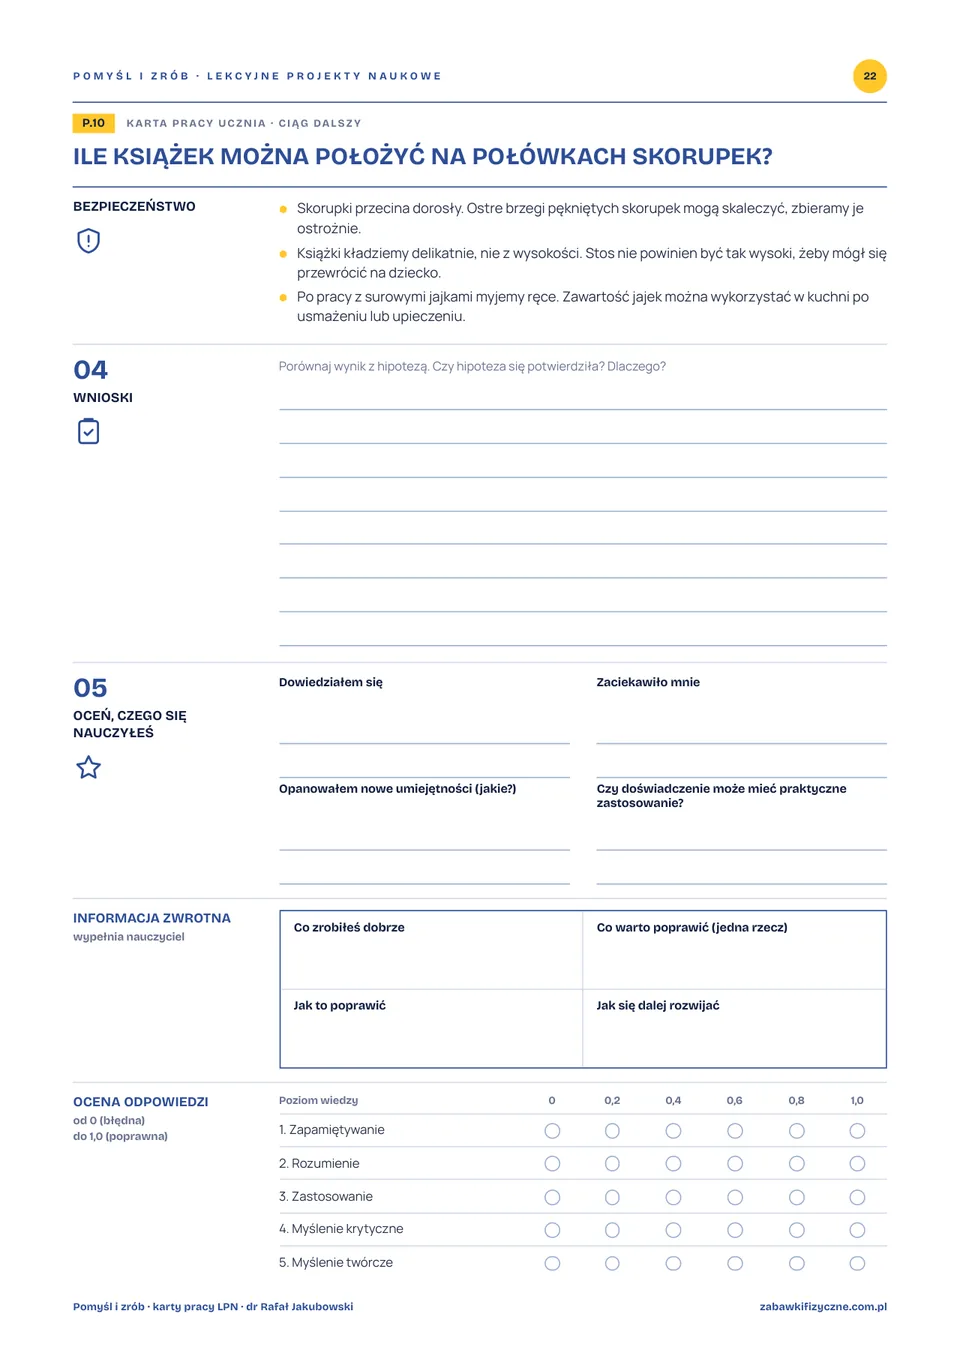 POMYŚL I ZRÓB · LEKCYJNE PROJEKTY NAUKOWE
22
P.10 KARTA PRACY UCZNIA · CIĄG DALSZY
ILE KSIĄŻEK MOŻNA POŁOŻYĆ NA POŁÓWKACH SKORUPEK?
BEZPIECZEŃSTWO
Skorupki przecina dorosły. Ostre brzegi pękniętych skorupek mogą skaleczyć, zbieramy je
ostrożnie.
Książki kładziemy delikatnie, nie z wysokości. Stos nie powinien być tak wysoki, żeby mógł się
przewrócić na dziecko.
Po pracy z surowymi jajkami myjemy ręce. Zawartość jajek można wykorzystać w kuchni po
usmażeniu lub upieczeniu.
04
WNIOSKI
Porównaj wynik z hipotezą. Czy hipoteza się potwierdziła? Dlaczego?
05
OCEŃ, CZEGO SIĘ
NAUCZYŁEŚ
Dowiedziałem się
Zaciekawiło mnie
Opanowałem nowe umiejętności (jakie?)
Czy doświadczenie może mieć praktyczne
zastosowanie?
INFORMACJA ZWROTNA
wypełnia nauczyciel
Co zrobiłeś dobrze
Co warto poprawić (jedna rzecz)
Jak to poprawić
Jak się dalej rozwijać
OCENA ODPOWIEDZI
od 0 (błędna)
do 1,0 (poprawna)
Poziom wiedzy 0 0,2 0,4 0,6 0,8 1,0
1. Zapamiętywanie
2. Rozumienie
3. Zastosowanie
4. Myślenie krytyczne
5. Myślenie twórcze
Pomyśl i zrób · karty pracy LPN · dr Rafał Jakubowski
zabawkifizyczne.com.pl